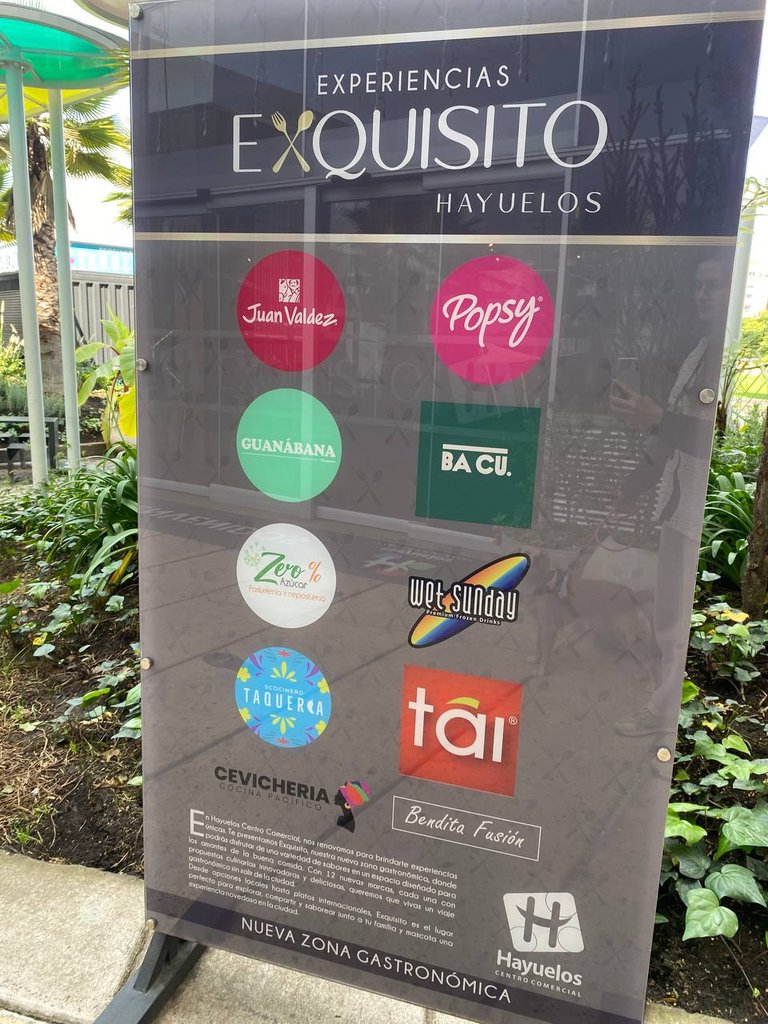 EXPERIENCIAS
EXQUISITO
HAYUELOS
Juan Valdez
Popsy®
GUANÁBANA
BA CU.
Zero %
Azúcar
Pastelería y repostería
Wet Sunday
Premium Frozen Drinks
ECOCINERO
TAQUERÍA
tai®
CEVICHERIA
COCINA PACIFICO
Bendita Fusión
En Hayuelos Centro Comercial, nos renovamos para brindarte experiencias
únicas. Te presentamos Exquisito, nuestra nueva zona gastronómica, donde
podrás disfrutar de una variedad de sabores en un espacio diseñado para
los amantes de la buena comida. Con 12 nuevas marcas, cada una con
propuestas culinarias innovadoras y deliciosas, queremos que vivas un viaje
gastronómico sin salir de la ciudad.
Desde opciones locales hasta platos internacionales, Exquisito es el lugar
perfecto para explorar, compartir y saborear junto a tu familia y mascota una
experiencia novedosa en la ciudad.
NUEVA ZONA GASTRONÓMICA
Hayuelos
CENTRO COMERCIAL